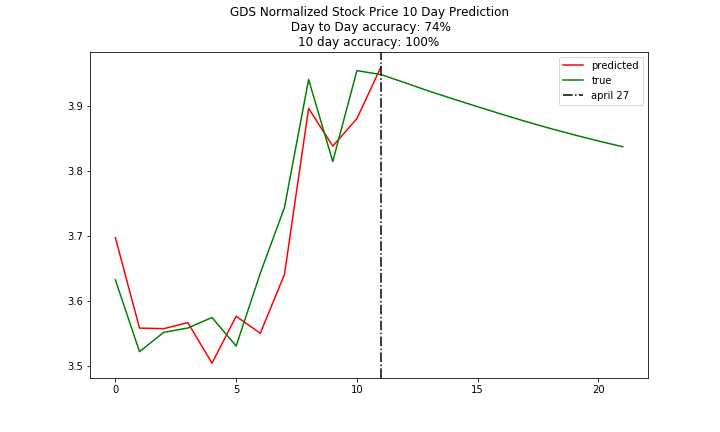 GDS Normalized Stock Price 10 Day Prediction
Day to Day accuracy: 74%
10 day accuracy: 100%
predicted
true
april 27
3.9
3.8
3.7
3.6
3.5
0 5 10 15 20